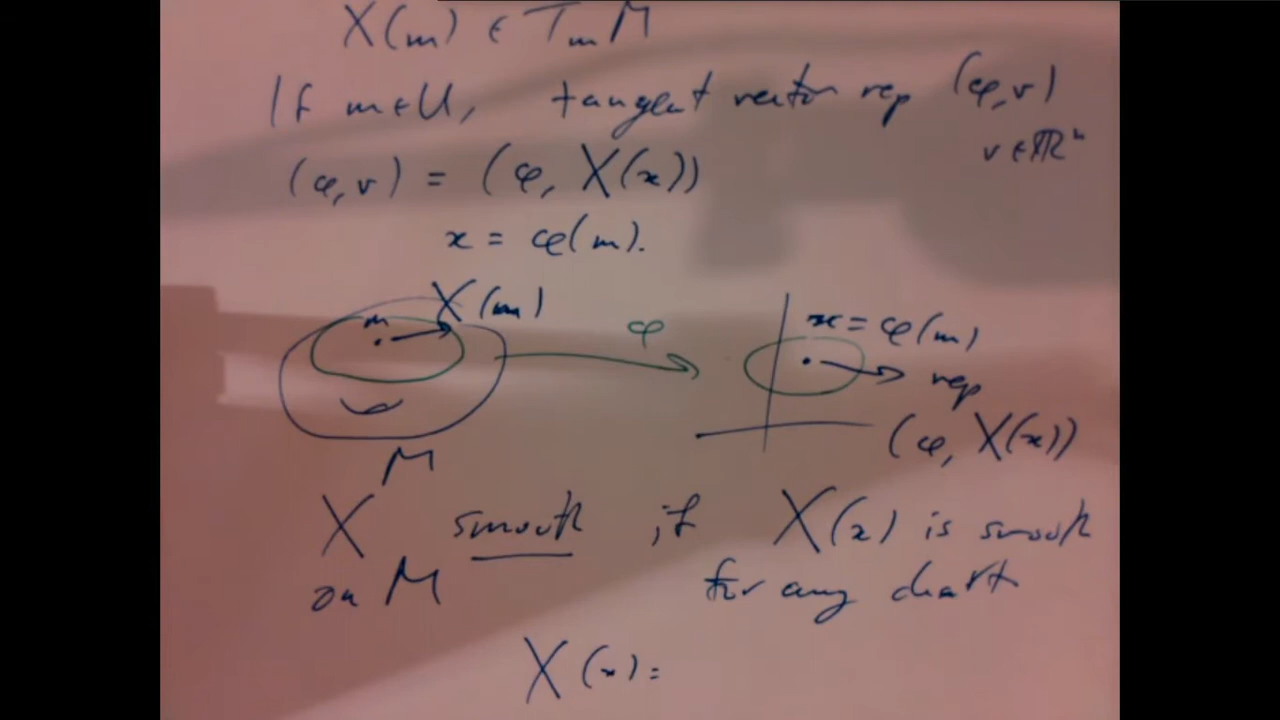 X(m) ∈ TₘM
If m∈U, tangent vector rep (φ,v)
v∈ℝⁿ
(φ,v) = (φ, X(x))
x = φ(m).
X(m)
m
φ
x = φ(m)
rep
(φ, X(x))
M
X smooth if X(x) is smooth
on M for any chart
X(x) =